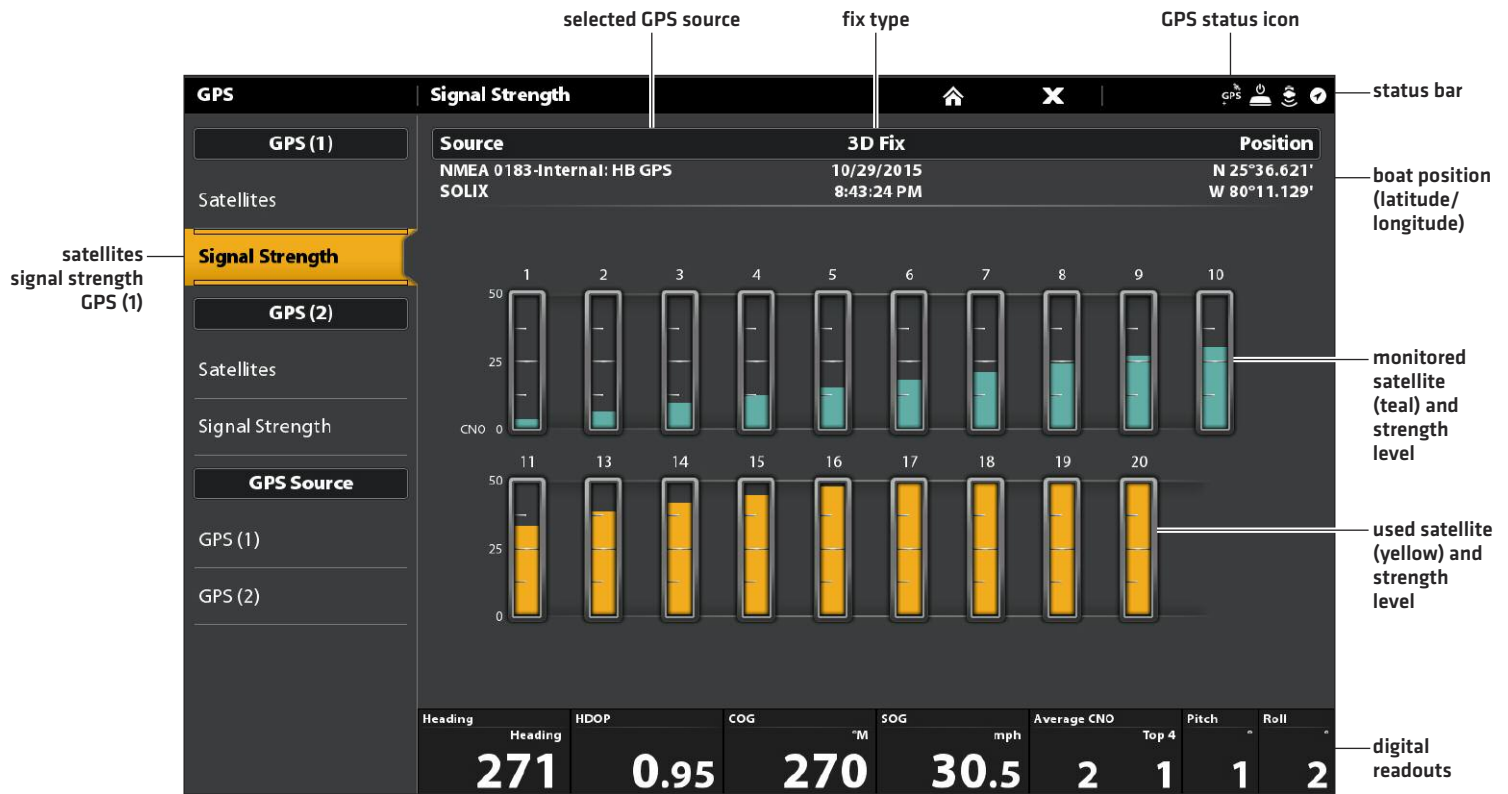 selected GPS source
fix type
GPS status icon
GPS
Signal Strength
GPS
status bar
GPS (1)
Satellites
Signal Strength
GPS (2)
Satellites
Signal Strength
GPS Source
GPS (1)
GPS (2)
satellites
signal strength
GPS (1)
Source
3D Fix
Position
NMEA 0183-Internal: HB GPS
10/29/2015
N 25°36.621'
SOLIX
8:43:24 PM
W 80°11.129'
boat position
(latitude/
longitude)
1 2 3 4 5 6 7 8 9 10
50
25
CNO 0
monitored
satellite
(teal) and
strength
level
11 13 14 15 16 17 18 19 20
50
25
0
used satellite
(yellow) and
strength
level
Heading
Heading
271
HDOP
0.95
COG
°M
270
SOG
mph
30.5
Average CNO
Top 4
2 1
Pitch
°
1
Roll
°
2
digital
readouts